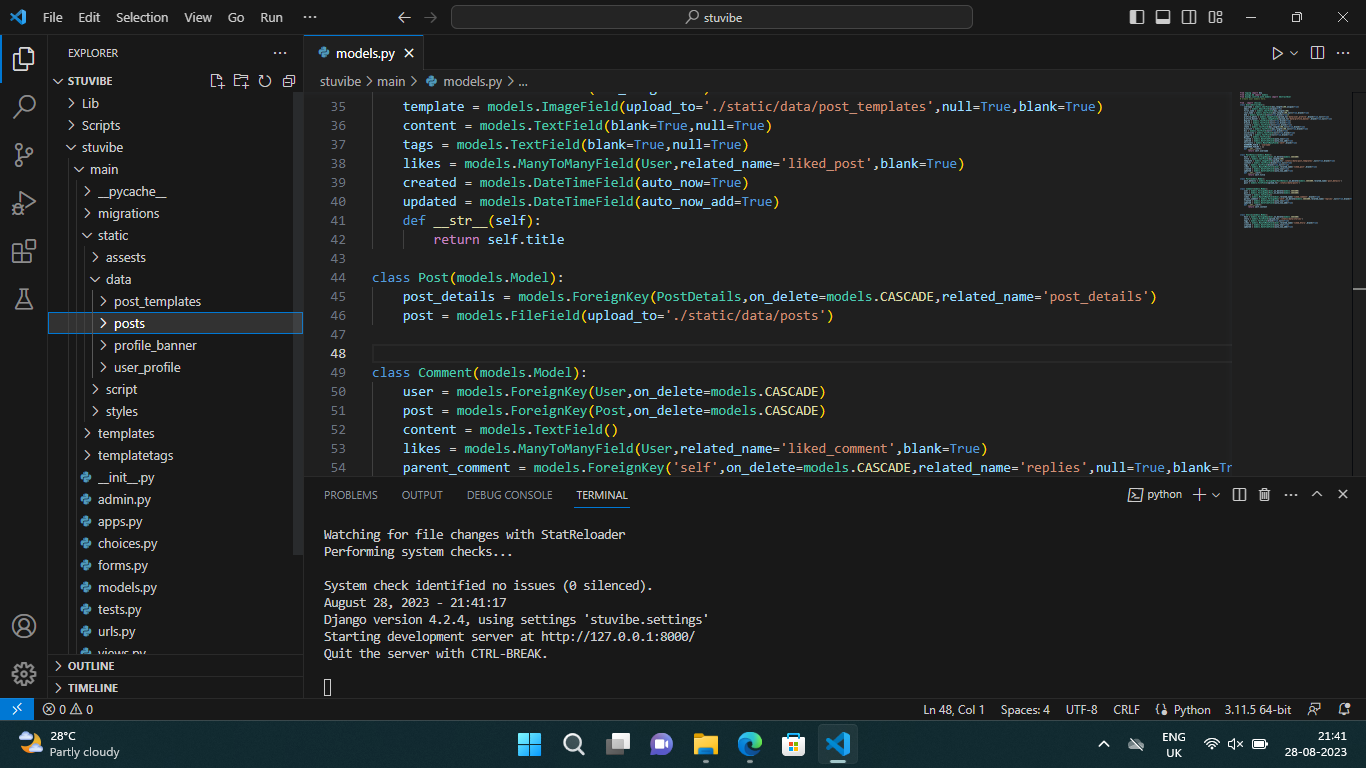 File Edit Selection View Go Run ··· stuvibe
EXPLORER ···
STUVIBE
Lib
Scripts
stuvibe
main
__pycache__
migrations
static
assests
data
post_templates
posts
profile_banner
user_profile
script
styles
templates
templatetags
__init__.py
admin.py
apps.py
choices.py
forms.py
models.py
tests.py
urls.py
views.py
OUTLINE
TIMELINE
models.py
stuvibe > main > models.py > ...
35 template = models.ImageField(upload_to='./static/data/post_templates',null=True,blank=True)
36 content = models.TextField(blank=True,null=True)
37 tags = models.TextField(blank=True,null=True)
38 likes = models.ManyToManyField(User,related_name='liked_post',blank=True)
39 created = models.DateTimeField(auto_now=True)
40 updated = models.DateTimeField(auto_now_add=True)
41 def __str__(self):
42 return self.title
43
44 class Post(models.Model):
45 post_details = models.ForeignKey(PostDetails,on_delete=models.CASCADE,related_name='post_details')
46 post = models.FileField(upload_to='./static/data/posts')
47
48
49 class Comment(models.Model):
50 user = models.ForeignKey(User,on_delete=models.CASCADE)
51 post = models.ForeignKey(Post,on_delete=models.CASCADE)
52 content = models.TextField()
53 likes = models.ManyToManyField(User,related_name='liked_comment',blank=True)
54 parent_comment = models.ForeignKey('self',on_delete=models.CASCADE,related_name='replies',null=True,blank=Tr
PROBLEMS OUTPUT DEBUG CONSOLE TERMINAL python
Watching for file changes with StatReloader
Performing system checks...
System check identified no issues (0 silenced).
August 28, 2023 - 21:41:17
Django version 4.2.4, using settings 'stuvibe.settings'
Starting development server at http://127.0.0.1:8000/
Quit the server with CTRL-BREAK.
0 0 Ln 48, Col 1 Spaces: 4 UTF-8 CRLF Python 3.11.5 64-bit
28°C
Partly cloudy
ENG
UK
21:41
28-08-2023